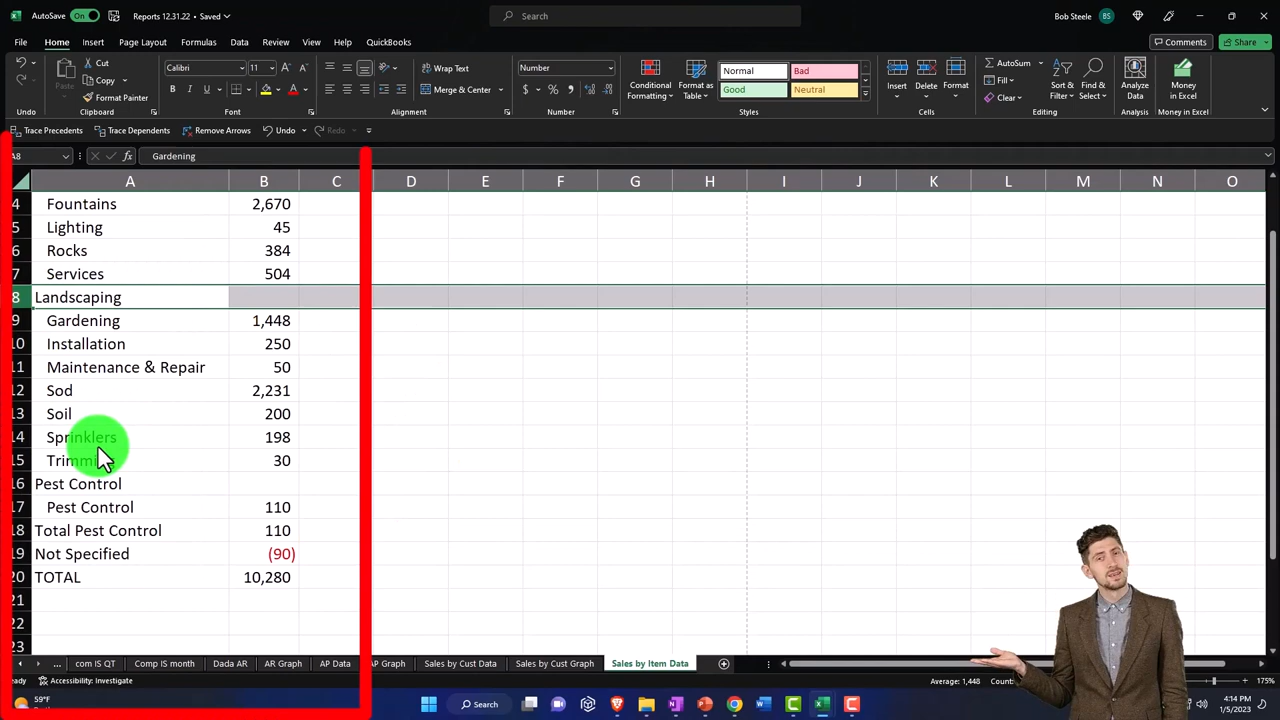 AutoSave On Reports 12.31.22 • Saved Search Bob Steele BS
File Home Insert Page Layout Formulas Data Review View Help QuickBooks Comments Share
Undo
Paste
Cut
Copy
Format Painter
Clipboard
Calibri 11
B I U
Font
Wrap Text
Merge & Center
Alignment
Number
$ % ,
Number
Conditional Formatting
Format as Table
Normal Bad
Good Neutral
Styles
Insert Delete Format
Cells
AutoSum
Fill
Clear
Sort & Filter
Find & Select
Editing
Analyze Data
Analysis
Money in Excel
Money in Excel
Trace Precedents Trace Dependents Remove Arrows Undo Redo
A8 fx Gardening
A B C D E F G H I J K L M N O
4 Fountains 2,670
5 Lighting 45
6 Rocks 384
7 Services 504
8 Landscaping
9 Gardening 1,448
10 Installation 250
11 Maintenance & Repair 50
12 Sod 2,231
13 Soil 200
14 Sprinklers 198
15 30
16 Pest Control
17 Pest Control 110
18 Total Pest Control 110
19 Not Specified (90)
20 TOTAL 10,280
21
22
23
... com IS QT Comp IS month Dada AR AR Graph AP Data AP Graph Sales by Cust Data Sales by Cust Graph Sales by Item Data
Accessibility: Investigate Average: 1,448 Count: 175%
59°F Search 4:14 PM
1/5/2023